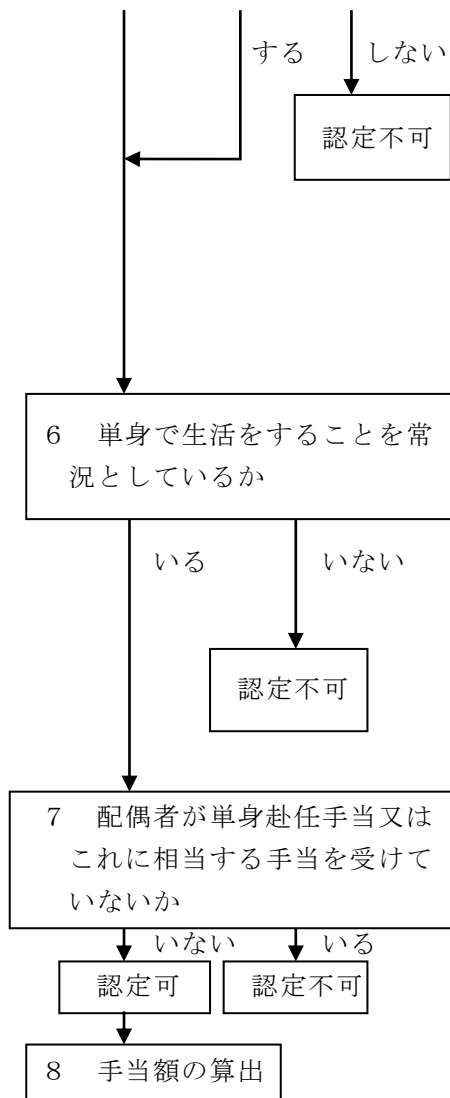 する
しない
認定不可
６　単身で生活をすることを常
況としているか
いる
いない
認定不可
７　配偶者が単身赴任手当又は
これに相当する手当を受けて
いないか
いない
いる
認定可
認定不可
８　手当額の算出